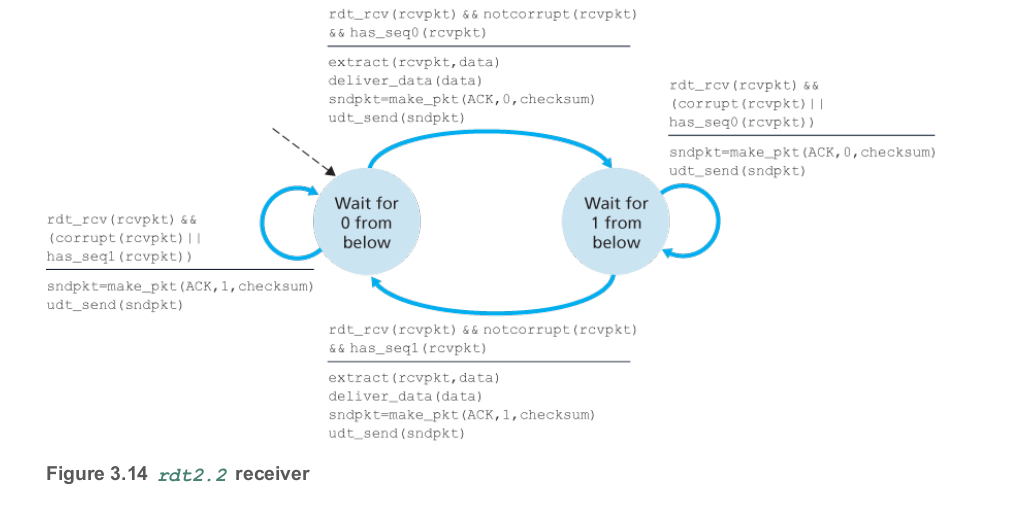 rdt_rcv(rcvpkt) && notcorrupt(rcvpkt)
&& has_seq0(rcvpkt)
extract(rcvpkt,data)
deliver_data(data)
sndpkt=make_pkt(ACK,0,checksum)
udt_send(sndpkt)
rdt_rcv(rcvpkt) &&
(corrupt(rcvpkt)||
has_seq0(rcvpkt))
sndpkt=make_pkt(ACK,0,checksum)
udt_send(sndpkt)
Wait for
0 from
below
Wait for
1 from
below
rdt_rcv(rcvpkt) &&
(corrupt(rcvpkt)||
has_seq1(rcvpkt))
sndpkt=make_pkt(ACK,1,checksum)
udt_send(sndpkt)
rdt_rcv(rcvpkt) && notcorrupt(rcvpkt)
&& has_seq1(rcvpkt)
extract(rcvpkt,data)
deliver_data(data)
sndpkt=make_pkt(ACK,1,checksum)
udt_send(sndpkt)
Figure 3.14 rdt2.2 receiver